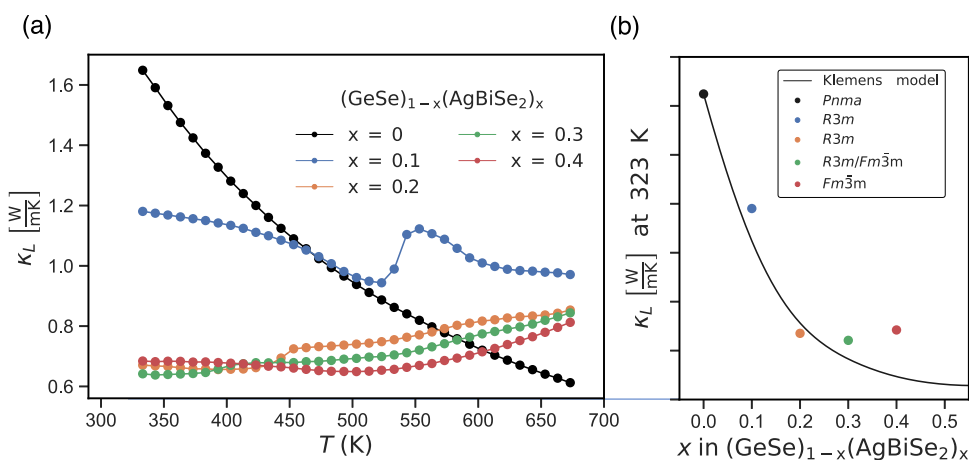 (a)
κL [W/mK]
1.6
1.4
1.2
1.0
0.8
0.6
(GeSe)1−x(AgBiSe2)x
x = 0
x = 0.1
x = 0.2
x = 0.3
x = 0.4
300
350
400
450
500
550
600
650
700
T (K)
(b)
κL [W/mK] at 323 K
Klemens model
Pnma
R3m
R3m
R3m/Fm3̄m
Fm3̄m
0.0
0.1
0.2
0.3
0.4
0.5
x in (GeSe)1−x(AgBiSe2)x